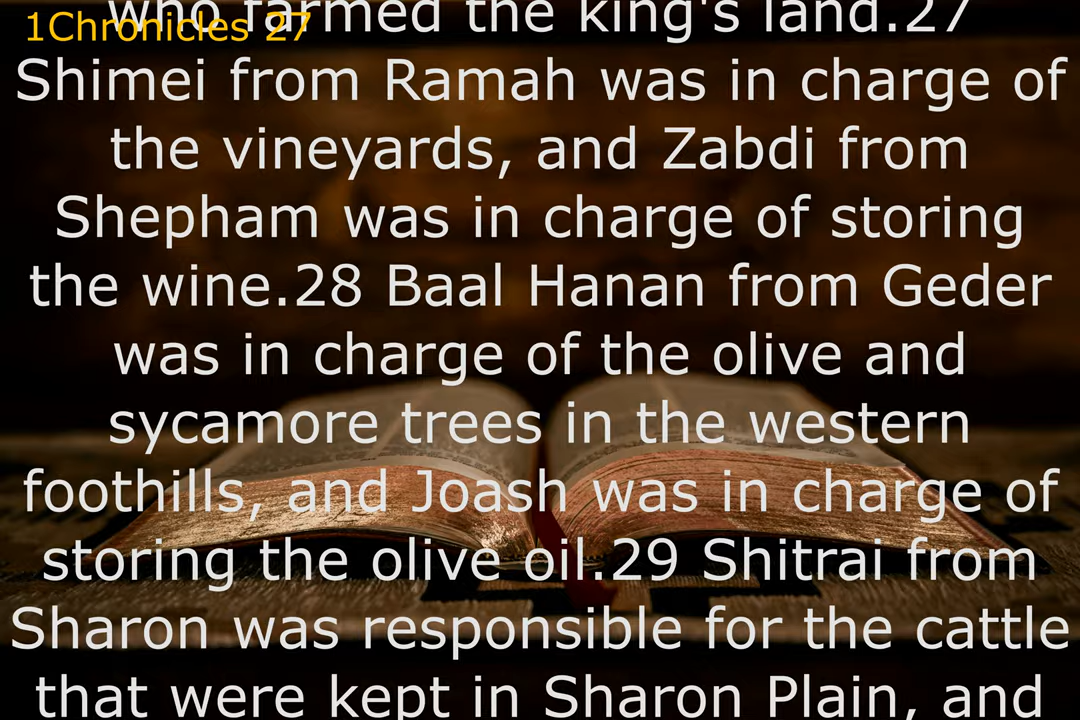 who farmed the king's land.27
1Chronicles 27
Shimei from Ramah was in charge of
the vineyards, and Zabdi from
Shepham was in charge of storing
the wine.28 Baal Hanan from Geder
was in charge of the olive and
sycamore trees in the western
foothills, and Joash was in charge of
storing the olive oil.29 Shitrai from
Sharon was responsible for the cattle
that were kept in Sharon Plain, and